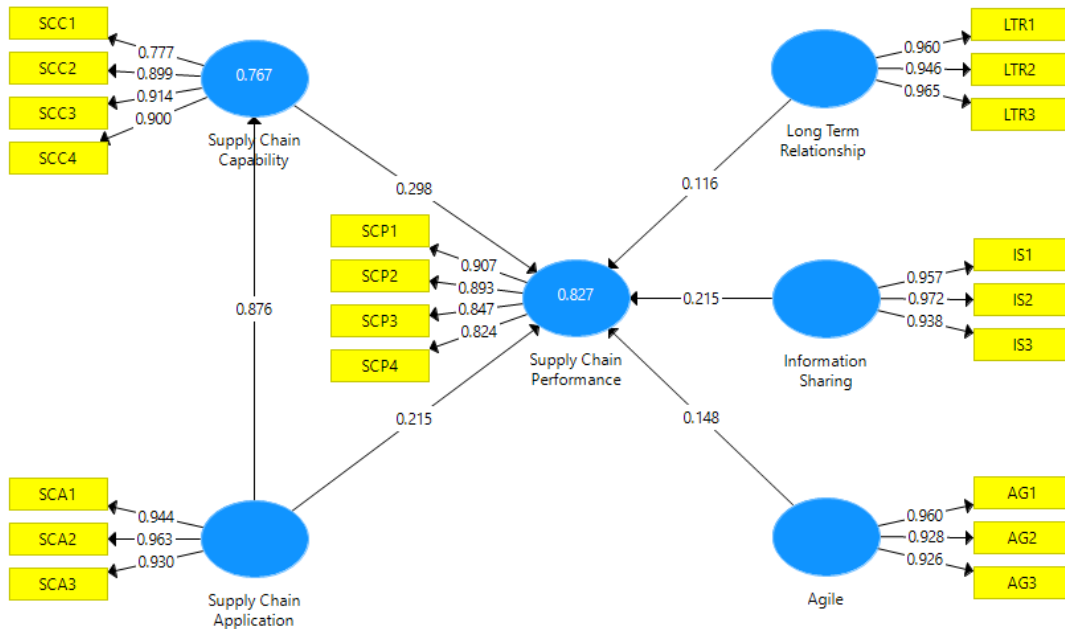 SCC1
SCC2
SCC3
SCC4
0.777
0.899
0.914
0.900
0.767
Supply Chain
Capability
LTR1
LTR2
LTR3
0.960
0.946
0.965
Long Term
Relationship
0.298
0.116
SCP1
SCP2
SCP3
SCP4
0.907
0.893
0.847
0.824
0.827
Supply Chain
Performance
0.876
0.215
IS1
IS2
IS3
0.957
0.972
0.938
Information
Sharing
0.215
0.148
SCA1
SCA2
SCA3
0.944
0.963
0.930
Supply Chain
Application
AG1
AG2
AG3
0.960
0.928
0.926
Agile